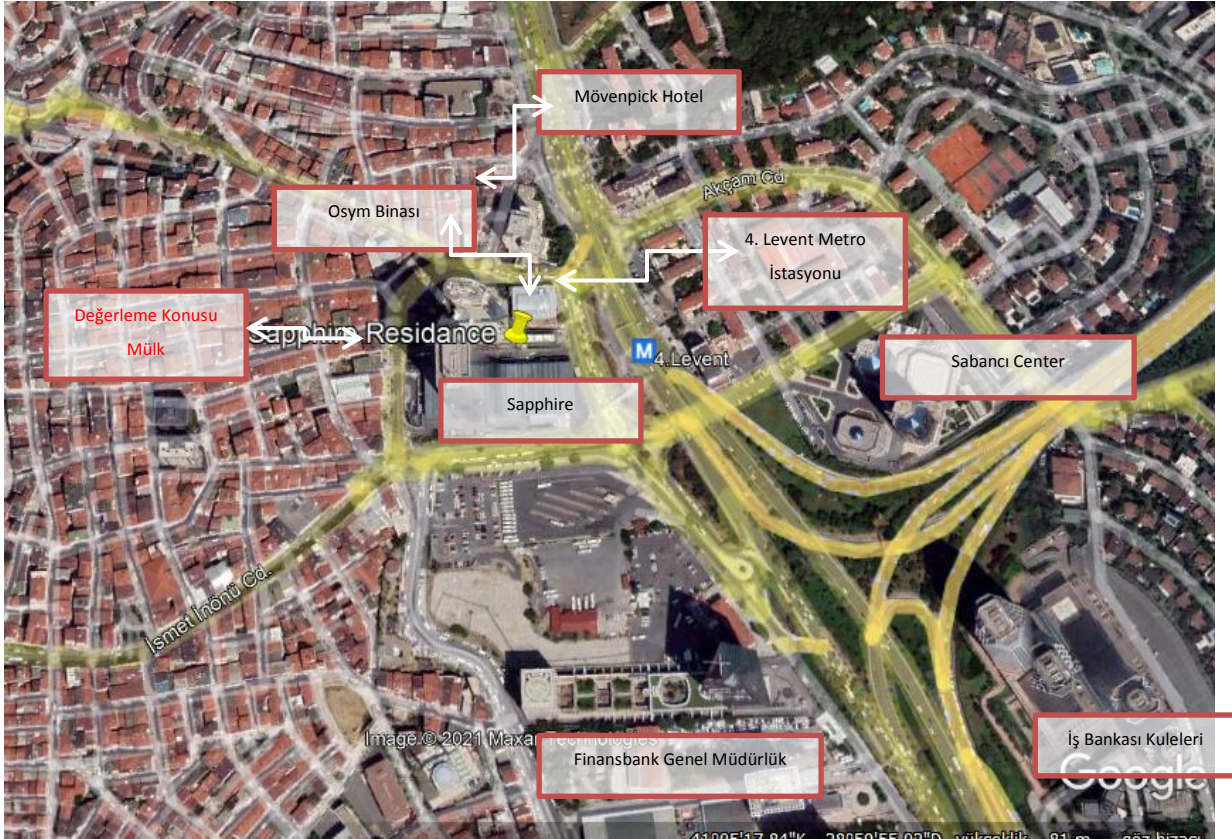 Mövenpick Hotel
Akçam Cd
Osym Binası
4. Levent Metro
İstasyonu
Değerleme Konusu
Mülk
Sapphire Residance
M
4.Levent
Sabancı Center
Sapphire
İsmet İnönü Cd.
Image © 2021 Maxar Technologies
İş Bankası Kuleleri
Finansbank Genel Müdürlük
Google